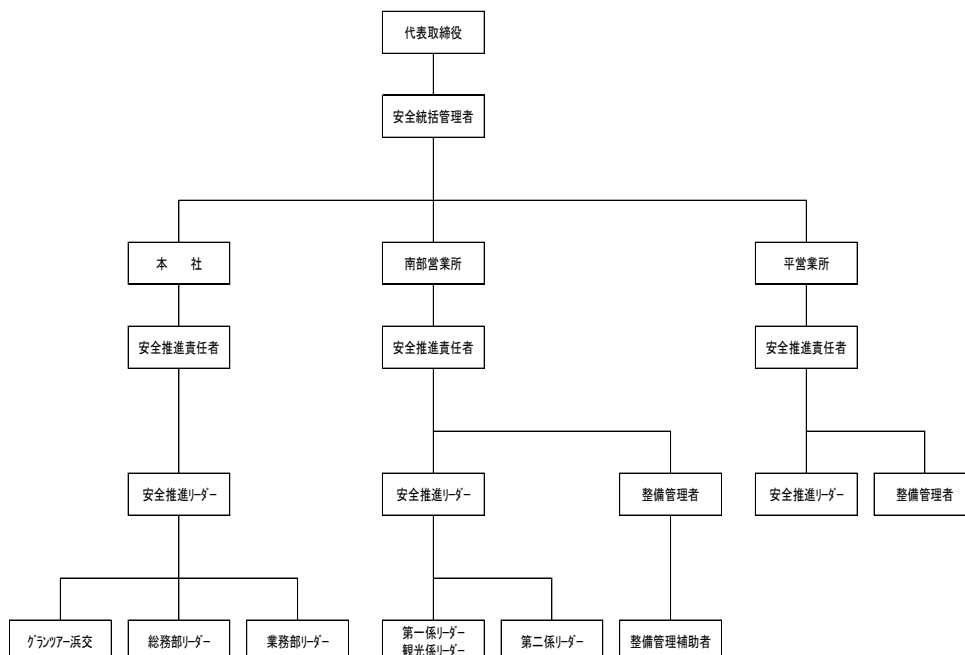 代表取締役
安全統括管理者
本　　社
南部営業所
平営業所
安全推進責任者
安全推進責任者
安全推進責任者
安全推進ﾘｰﾀﾞｰ
安全推進ﾘｰﾀﾞｰ
整備管理者
安全推進ﾘｰﾀﾞｰ
整備管理者
ｸﾞﾗﾝﾂｱｰ浜交
総務部ﾘｰﾀﾞｰ
業務部ﾘｰﾀﾞｰ
第一係ﾘｰﾀﾞｰ
観光係ﾘｰﾀﾞｰ
第二係ﾘｰﾀﾞｰ
整備管理補助者